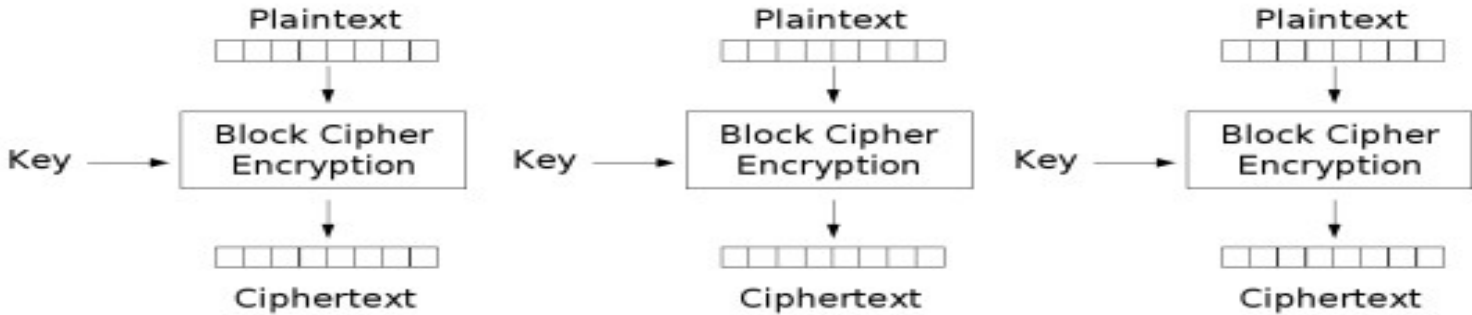 Plaintext
Plaintext
Plaintext
Key
Block Cipher
Encryption
Key
Block Cipher
Encryption
Key
Block Cipher
Encryption
Ciphertext
Ciphertext
Ciphertext